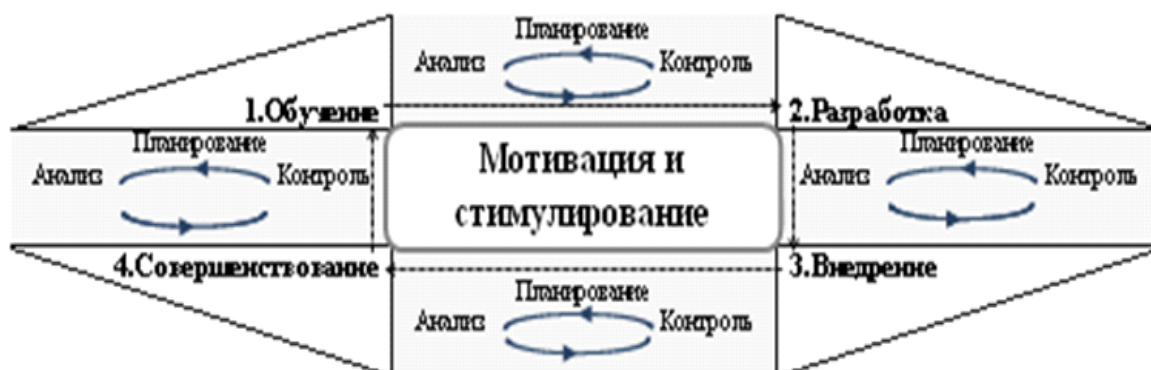 Планирование
Анализ
Контроль
1.Обучение
2.Разработка
Планирование
Анализ
Контроль
Мотивация и
стимулирование
Планирование
Анализ
Контроль
4.Совершенствование
3.Внедрение
Планирование
Анализ
Контроль